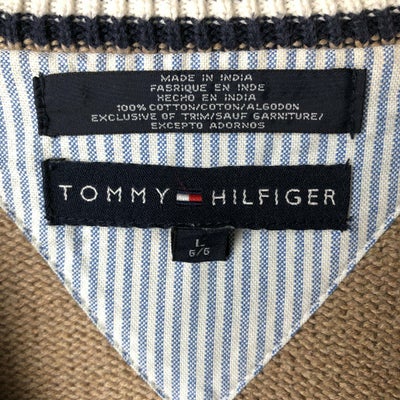 MADE IN INDIA
FABRIQUE EN INDE
HECHO EN INDIA
100% COTTON/COTON/ALGODON
EXCLUSIVE OF TRIM/SAUF GARNITURE/
EXCEPTO ADORNOS
TOMMY HILFIGER
L
G/G